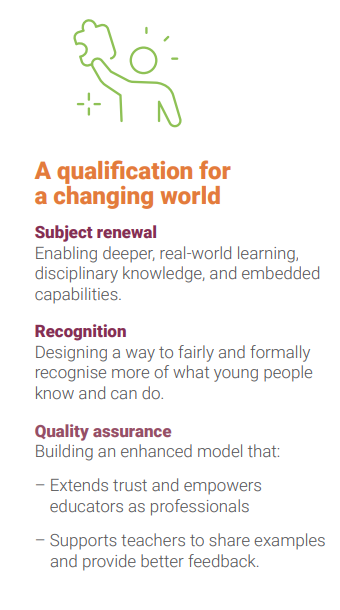 A qualification for
a changing world
Subject renewal
Enabling deeper, real-world learning,
disciplinary knowledge, and embedded
capabilities.
Recognition
Designing a way to fairly and formally
recognise more of what young people
know and can do.
Quality assurance
Building an enhanced model that:
– Extends trust and empowers
educators as professionals
– Supports teachers to share examples
and provide better feedback.